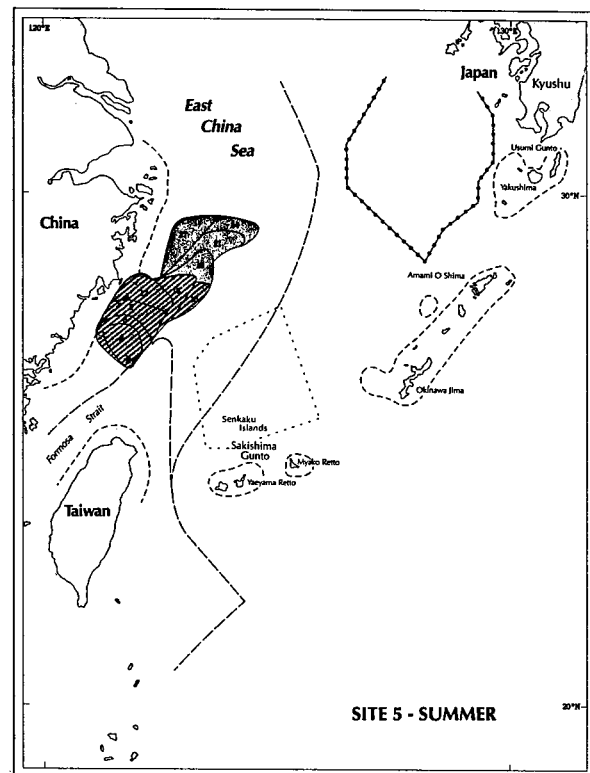 120°E
130°E
Japan
Kyushu
East
China
Sea
Usumi Gunto
Yakushima
30°N
China
Amami O Shima
Okinawa Jima
Senkaku
Islands
Sakishima
Gunto
Myako Retto
Yaeyama Retto
Formosa Strait
Taiwan
20°N
SITE 5 - SUMMER